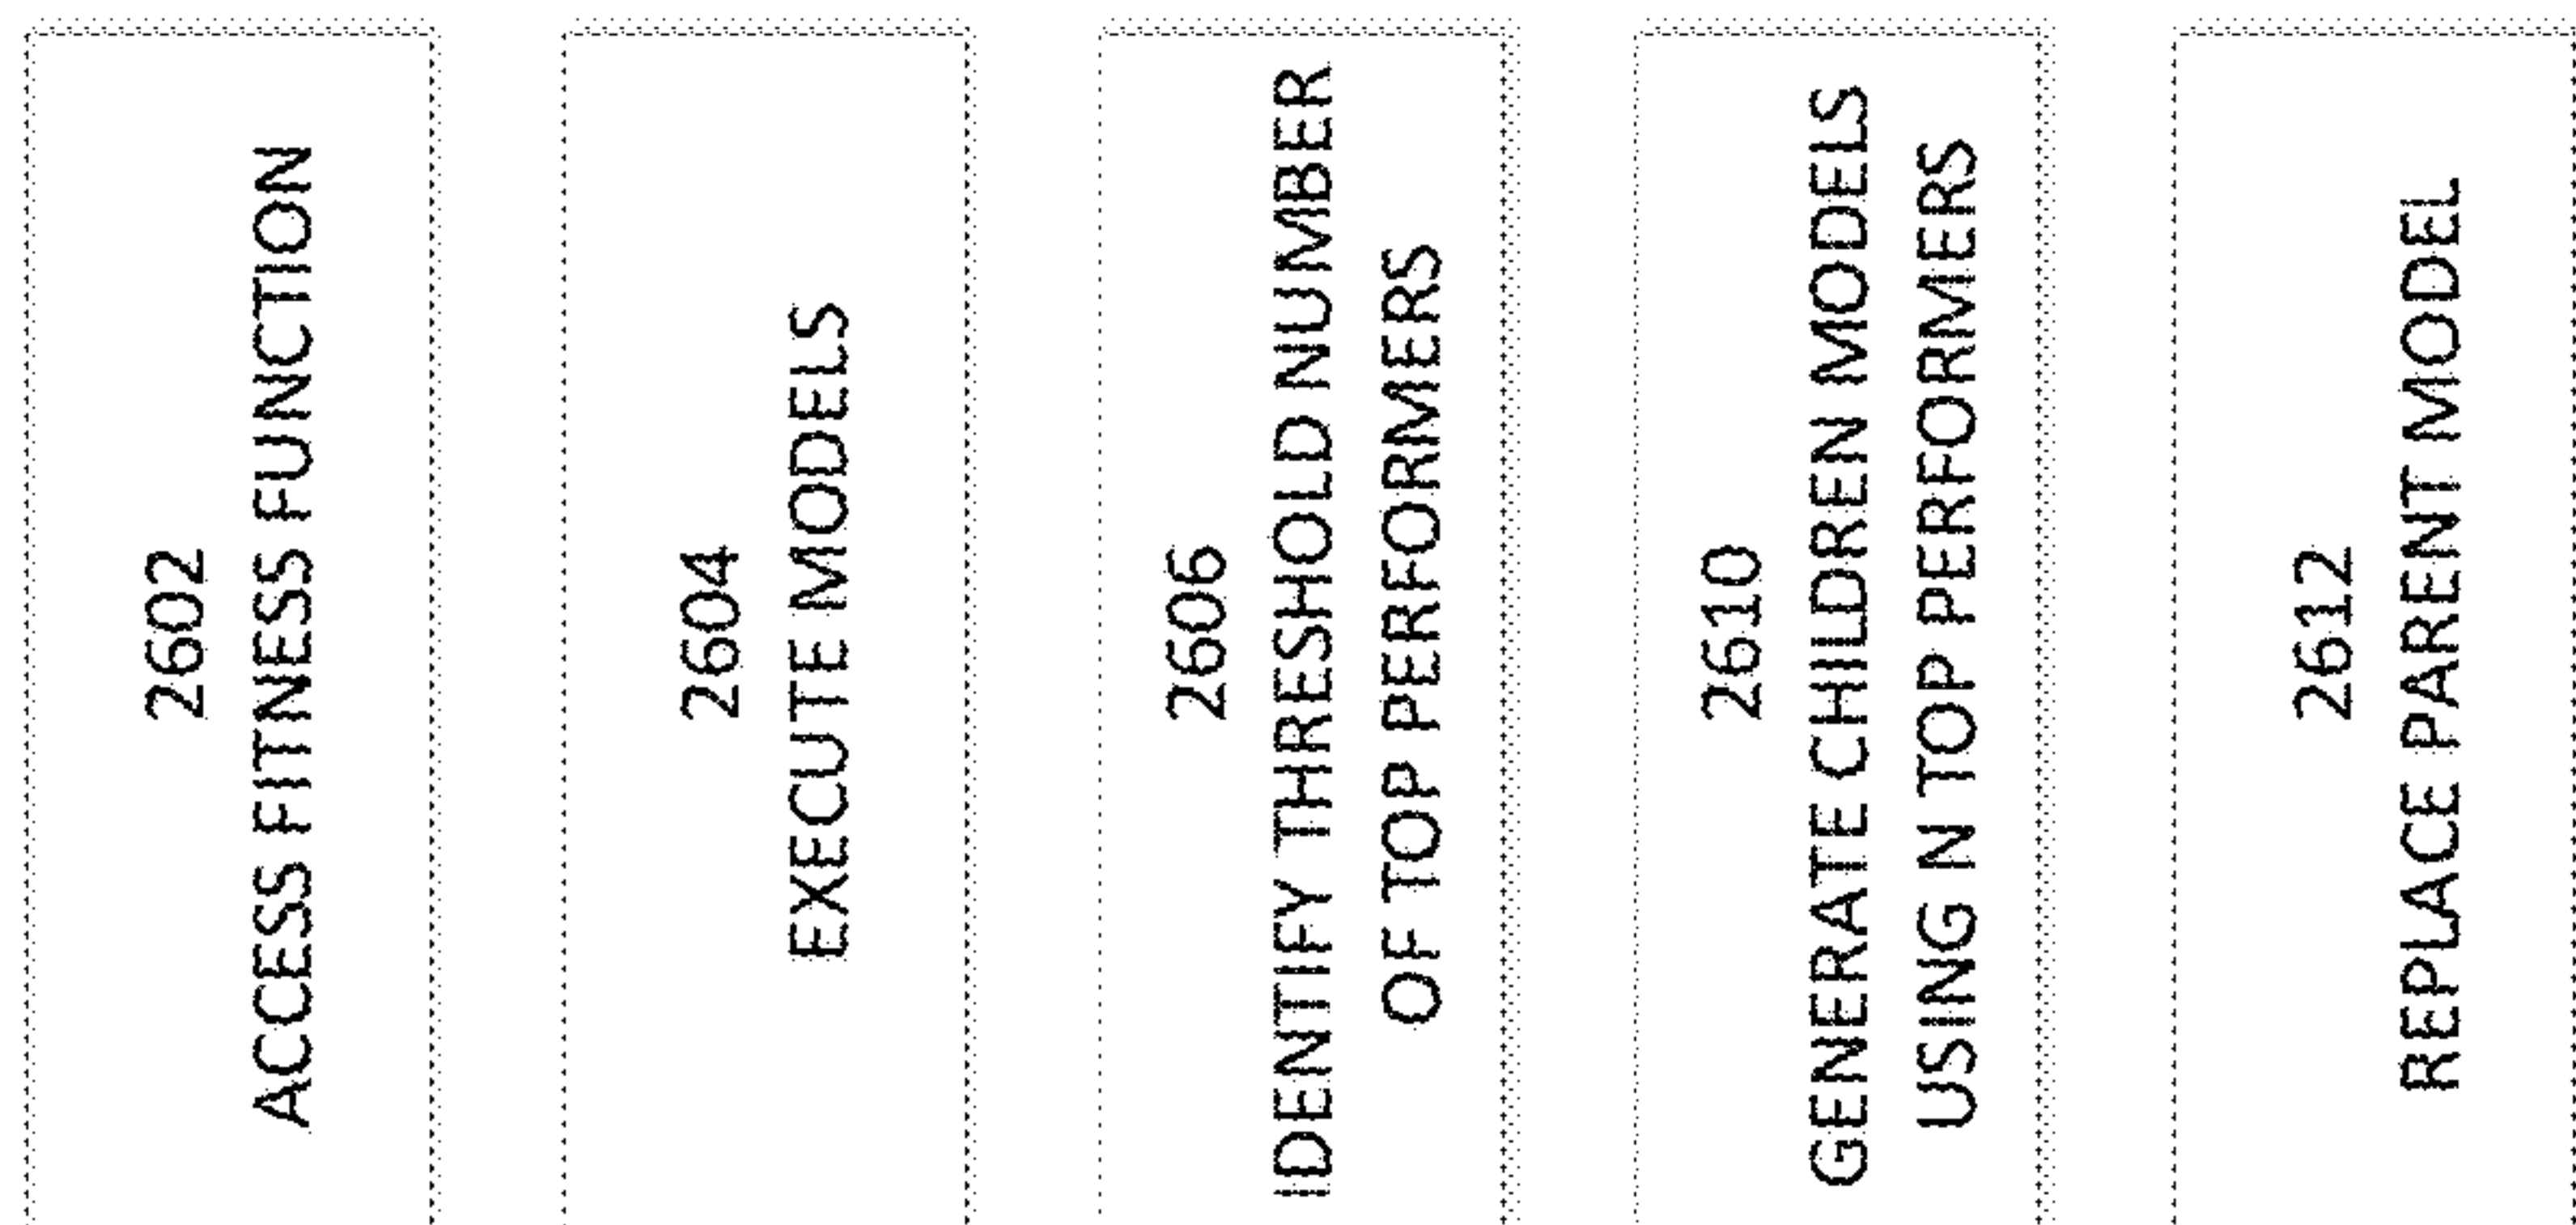 2602
ACCESS FITNESS FUNCTION
2604
EXECUTE MODELS
2606
IDENTIFY THRESHOLD NUMBER
OF TOP PERFORMERS
2610
GENERATE CHILDREN MODELS
USING N TOP PERFORMERS
2612
REPLACE PARENT MODEL